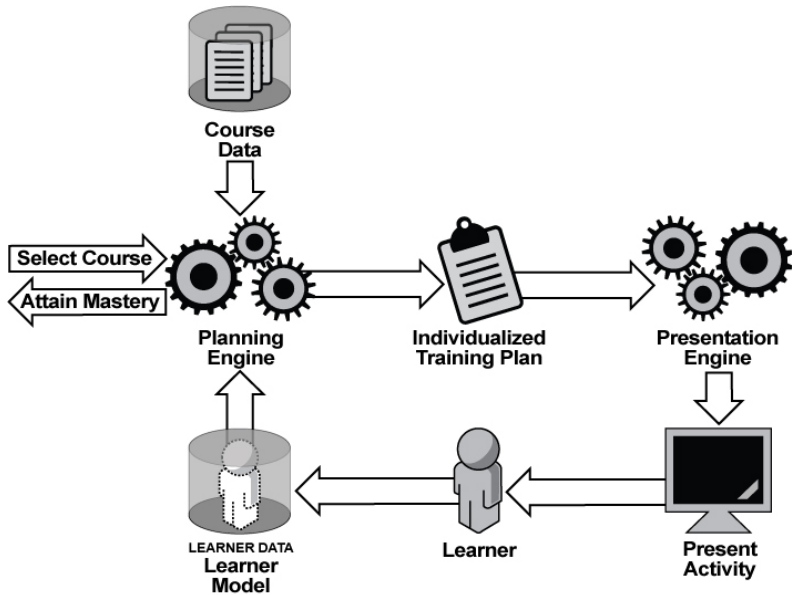 Course
Data
Select Course
Attain Mastery
Planning
Engine
Individualized
Training Plan
Presentation
Engine
LEARNER DATA
Learner
Model
Learner
Present
Activity